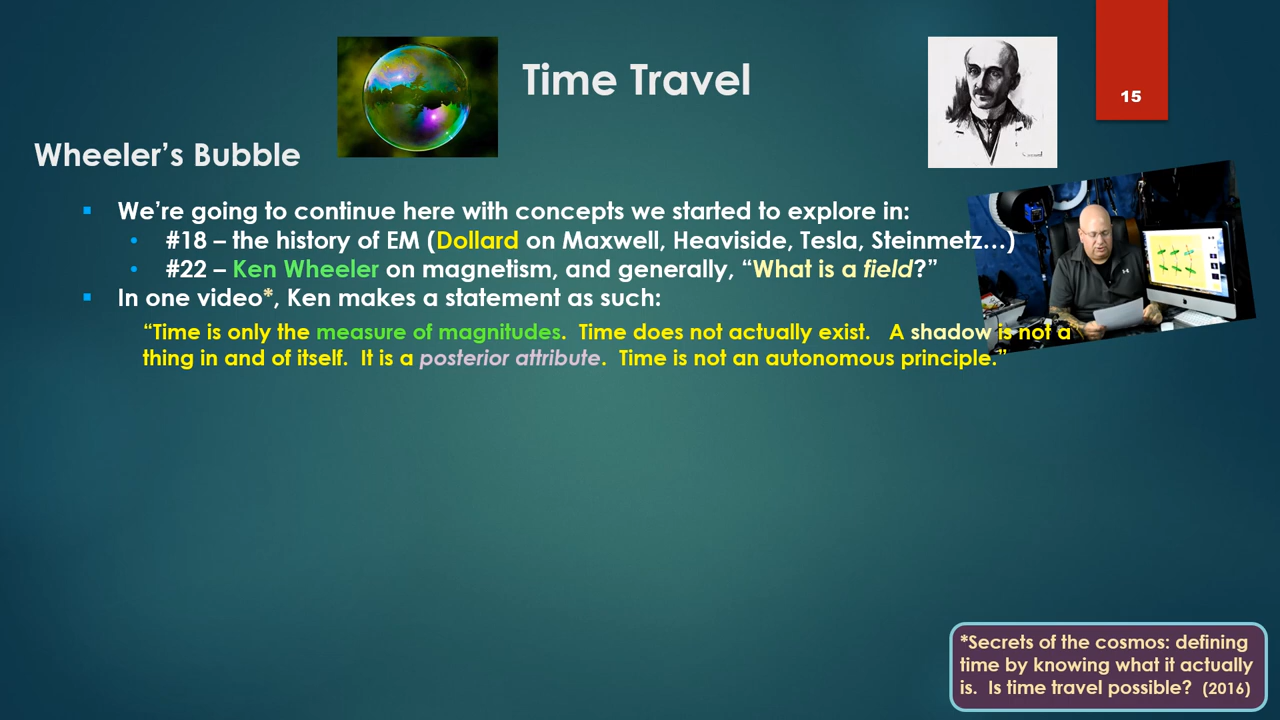 Time Travel
15
Wheeler’s Bubble
We’re going to continue here with concepts we started to explore in:
#18 – the history of EM (Dollard on Maxwell, Heaviside, Tesla, Steinmetz…)
#22 – Ken Wheeler on magnetism, and generally, “What is a field?”
In one video*, Ken makes a statement as such:
“Time is only the measure of magnitudes.  Time does not actually exist.   A shadow is not a
thing in and of itself.  It is a posterior attribute.  Time is not an autonomous principle.”
*Secrets of the cosmos: defining
time by knowing what it actually
is.  Is time travel possible?  (2016)